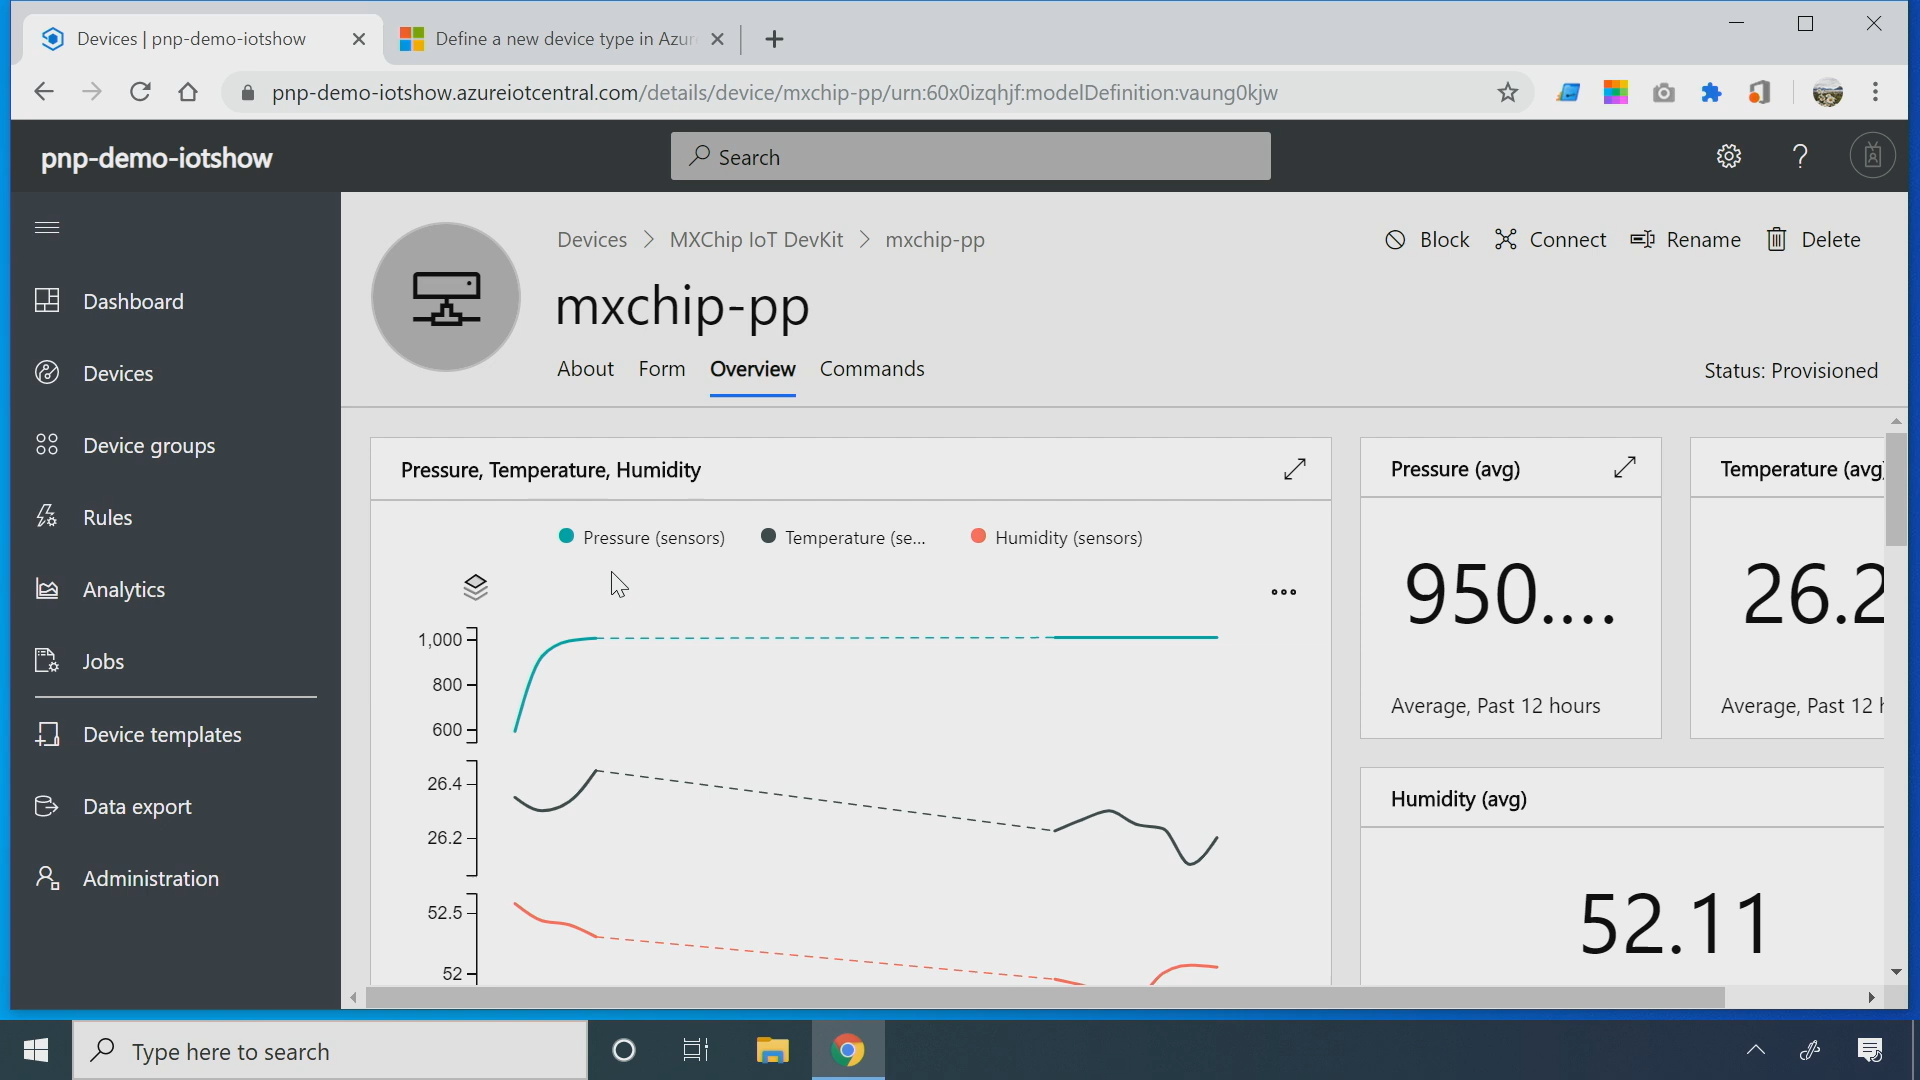 Devices | pnp-demo-iotshow
Define a new device type in Azur
pnp-demo-iotshow.azureiotcentral.com/details/device/mxchip-pp/urn:60x0izqhjf:modelDefinition:vaung0kjw
pnp-demo-iotshow
Search
?
Dashboard
Devices
Device groups
Rules
Analytics
Jobs
Device templates
Data export
Administration
Devices > MXChip IoT DevKit > mxchip-pp
Block
Connect
Rename
Delete
mxchip-pp
About Form Overview Commands
Status: Provisioned
Pressure, Temperature, Humidity
Pressure (sensors)
Temperature (se...
Humidity (sensors)
1,000
800
600
26.4
26.2
52.5
52
Pressure (avg)
950....
Average, Past 12 hours
Temperature (avg
26.2
Average, Past 12 h
Humidity (avg)
52.11
Type here to search